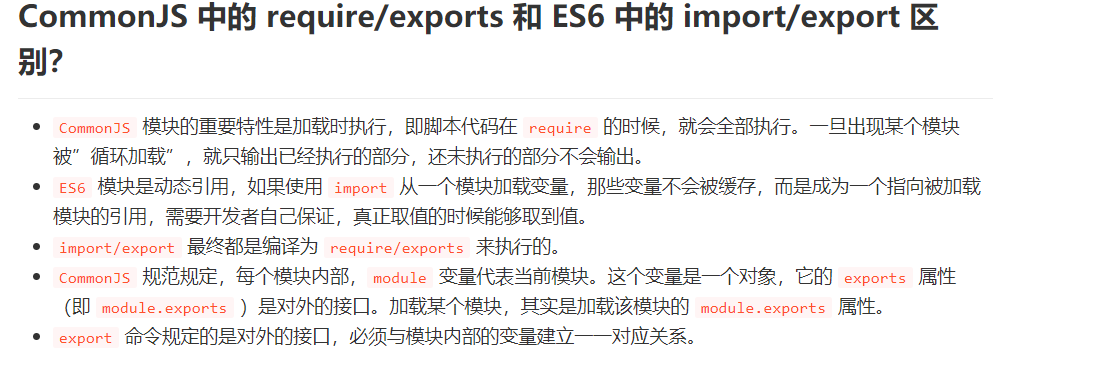 CommonJS 中的 require/exports 和 ES6 中的 import/export 区
别？
CommonJS 模块的重要特性是加载时执行，即脚本代码在 require 的时候，就会全部执行。一旦出现某个模块
被”循环加载”，就只输出已经执行的部分，还未执行的部分不会输出。
ES6 模块是动态引用，如果使用 import 从一个模块加载变量，那些变量不会被缓存，而是成为一个指向被加载
模块的引用，需要开发者自己保证，真正取值的时候能够取到值。
import/export 最终都是编译为 require/exports 来执行的。
CommonJS 规范规定，每个模块内部，module 变量代表当前模块。这个变量是一个对象，它的 exports 属性
（即 module.exports ）是对外的接口。加载某个模块，其实是加载该模块的 module.exports 属性。
export 命令规定的是对外的接口，必须与模块内部的变量建立一一对应关系。